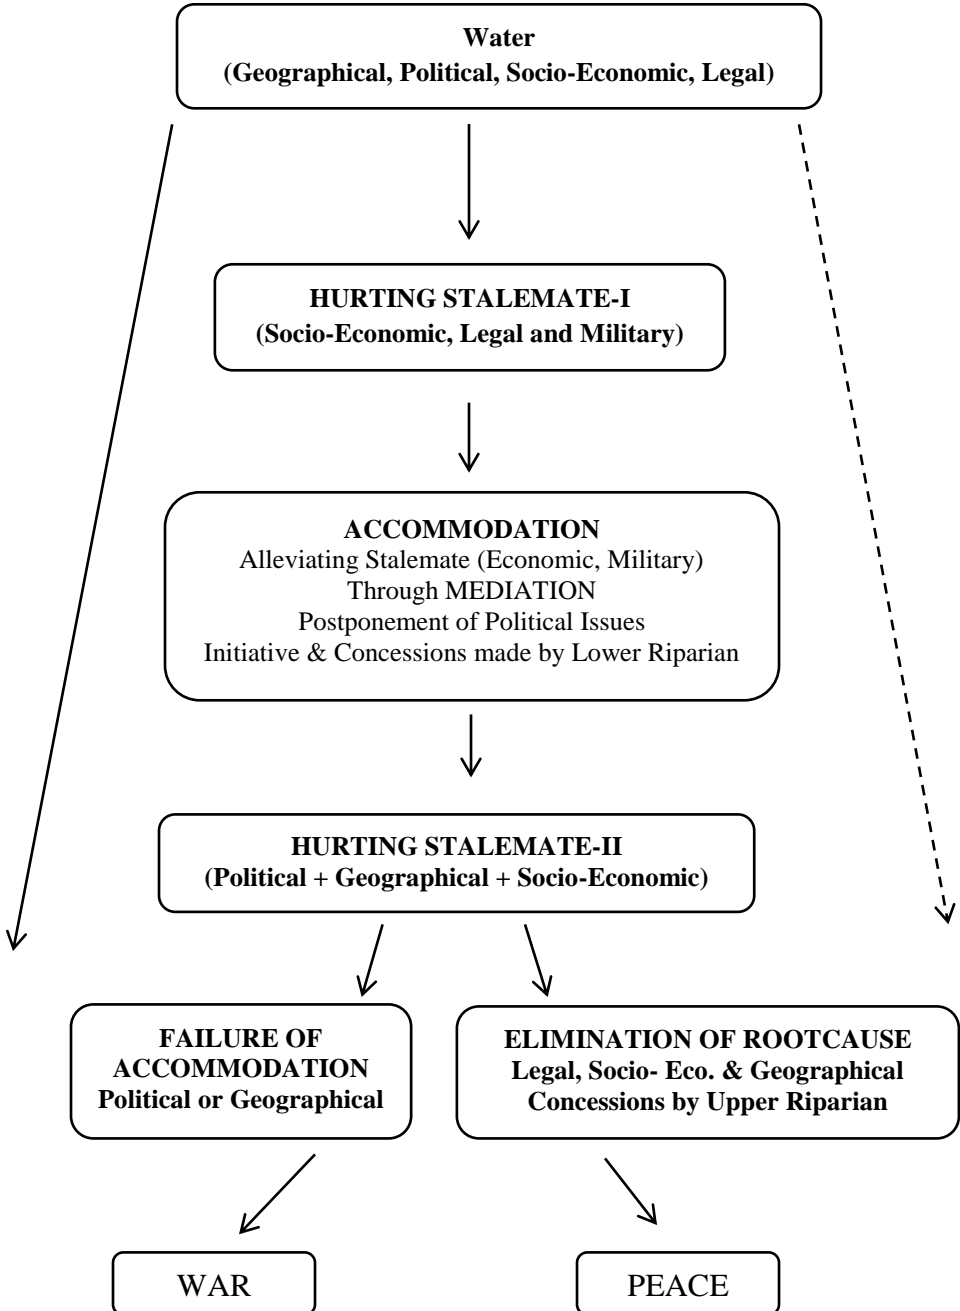 Water
(Geographical, Political, Socio-Economic, Legal)
HURTING STALEMATE-I
(Socio-Economic, Legal and Military)
ACCOMMODATION
Alleviating Stalemate (Economic, Military)
Through MEDIATION
Postponement of Political Issues
Initiative & Concessions made by Lower Riparian
HURTING STALEMATE-II
(Political + Geographical + Socio-Economic)
FAILURE OF
ACCOMMODATION
Political or Geographical
ELIMINATION OF ROOTCAUSE
Legal, Socio- Eco. & Geographical
Concessions by Upper Riparian
WAR
PEACE